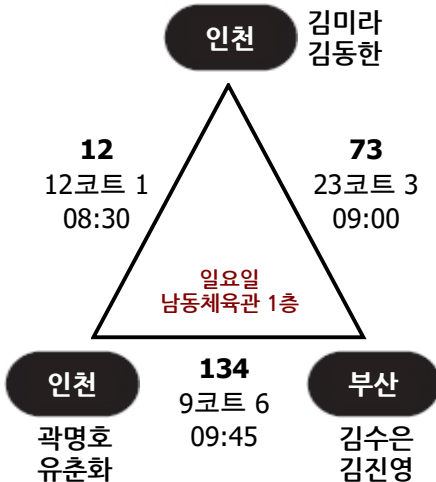 인천
김미라
김동한
12
12코트 1
08:30
73
23코트 3
09:00
일요일
남동체육관 1층
인천
곽명호
유춘화
134
9코트 6
09:45
부산
김수은
김진영